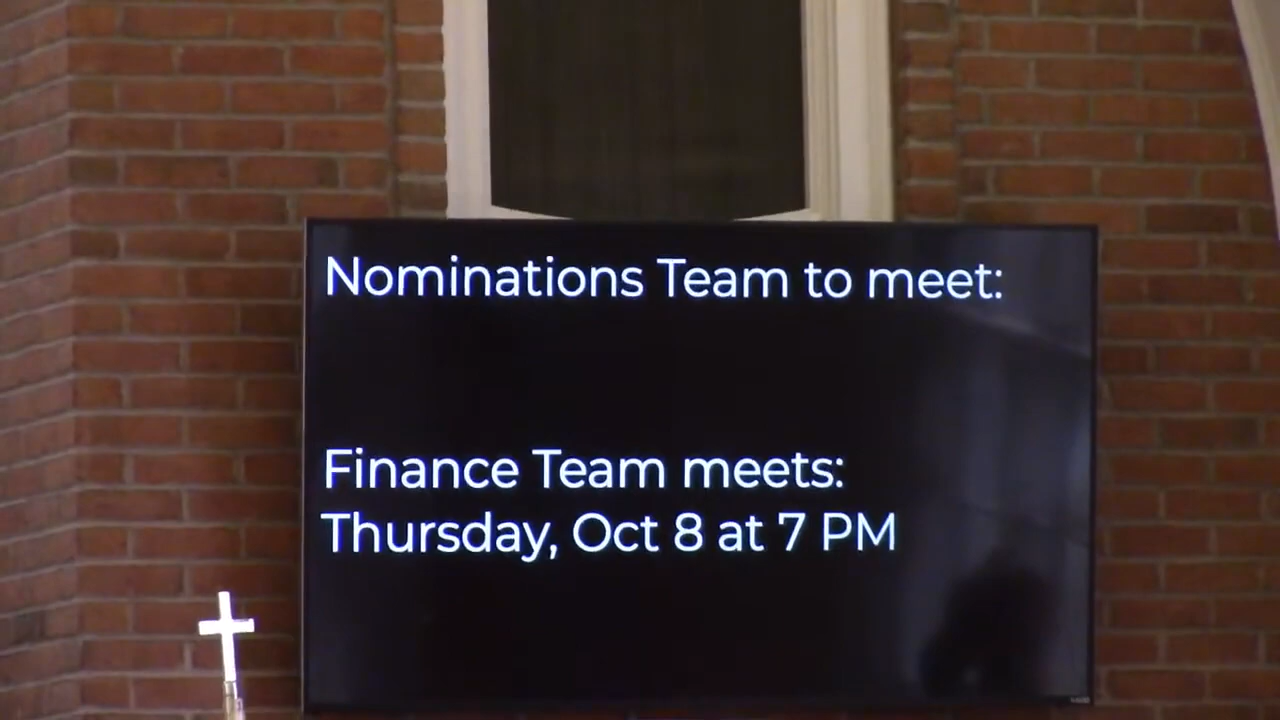 Nominations Team to meet:
Finance Team meets:
Thursday, Oct 8 at 7 PM